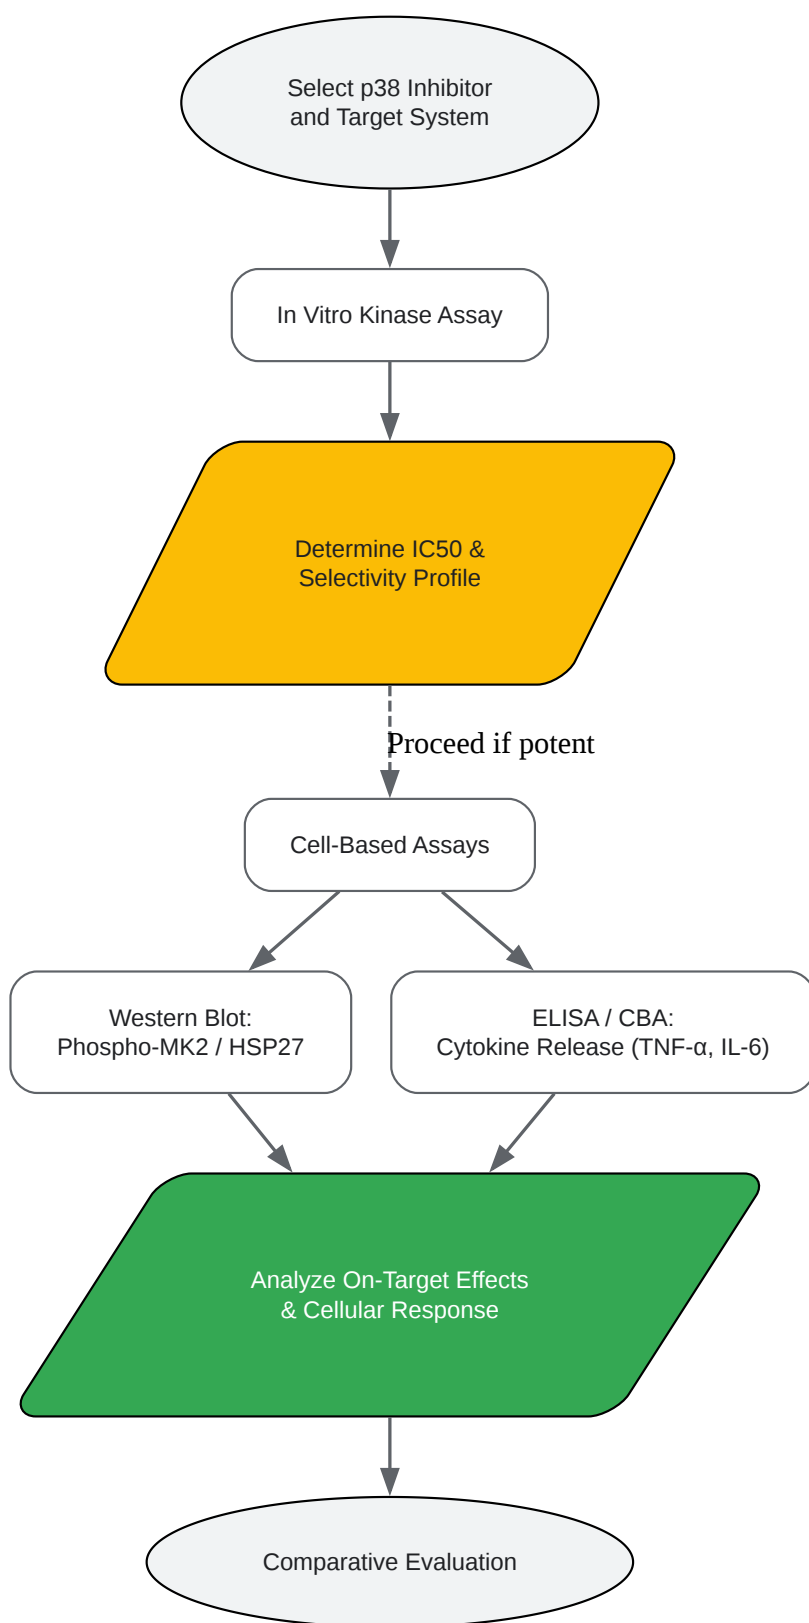 Select p38 Inhibitor
and Target System
In Vitro Kinase Assay
Determine IC50 &
Selectivity Profile
Proceed if potent
Cell-Based Assays
Western Blot:
Phospho-MK2 / HSP27
ELISA / CBA:
Cytokine Release (TNF-α, IL-6)
Analyze On-Target Effects
& Cellular Response
Comparative Evaluation